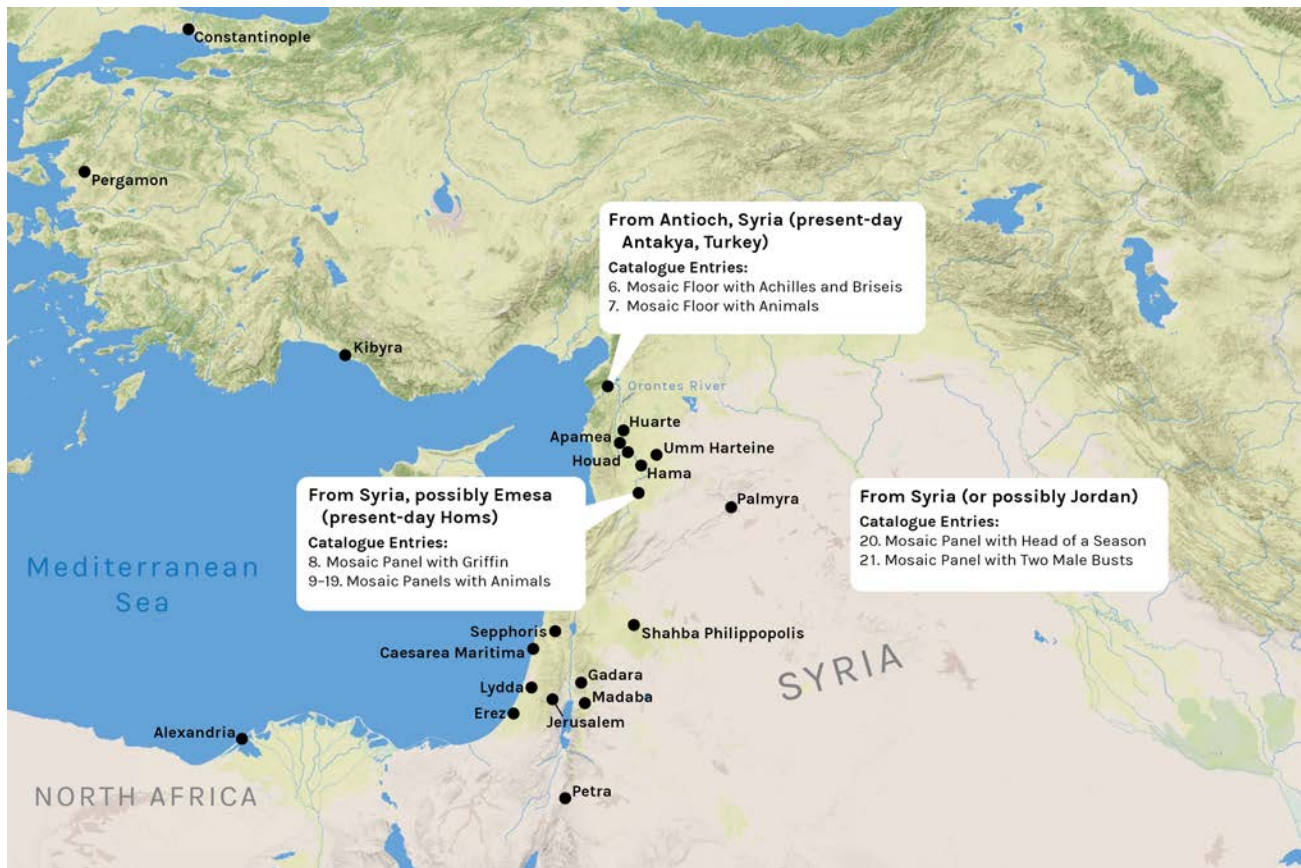 Constantinople
Pergamon
From Antioch, Syria (present-day
Antakya, Turkey)
Catalogue Entries:
6. Mosaic Floor with Achilles and Briseis
7. Mosaic Floor with Animals
Kibyra
Orontes River
Huarte
Apamea
Umm Harteine
Houad
Hama
From Syria, possibly Emesa
(present-day Homs)
Catalogue Entries:
8. Mosaic Panel with Griffin
9–19. Mosaic Panels with Animals
Palmyra
From Syria (or possibly Jordan)
Catalogue Entries:
20. Mosaic Panel with Head of a Season
21. Mosaic Panel with Two Male Busts
Mediterranean
Sea
Sepphoris
Shahba Philippopolis
Caesarea Maritima
SYRIA
Gadara
Lydda
Madaba
Erez
Jerusalem
Alexandria
NORTH AFRICA
Petra